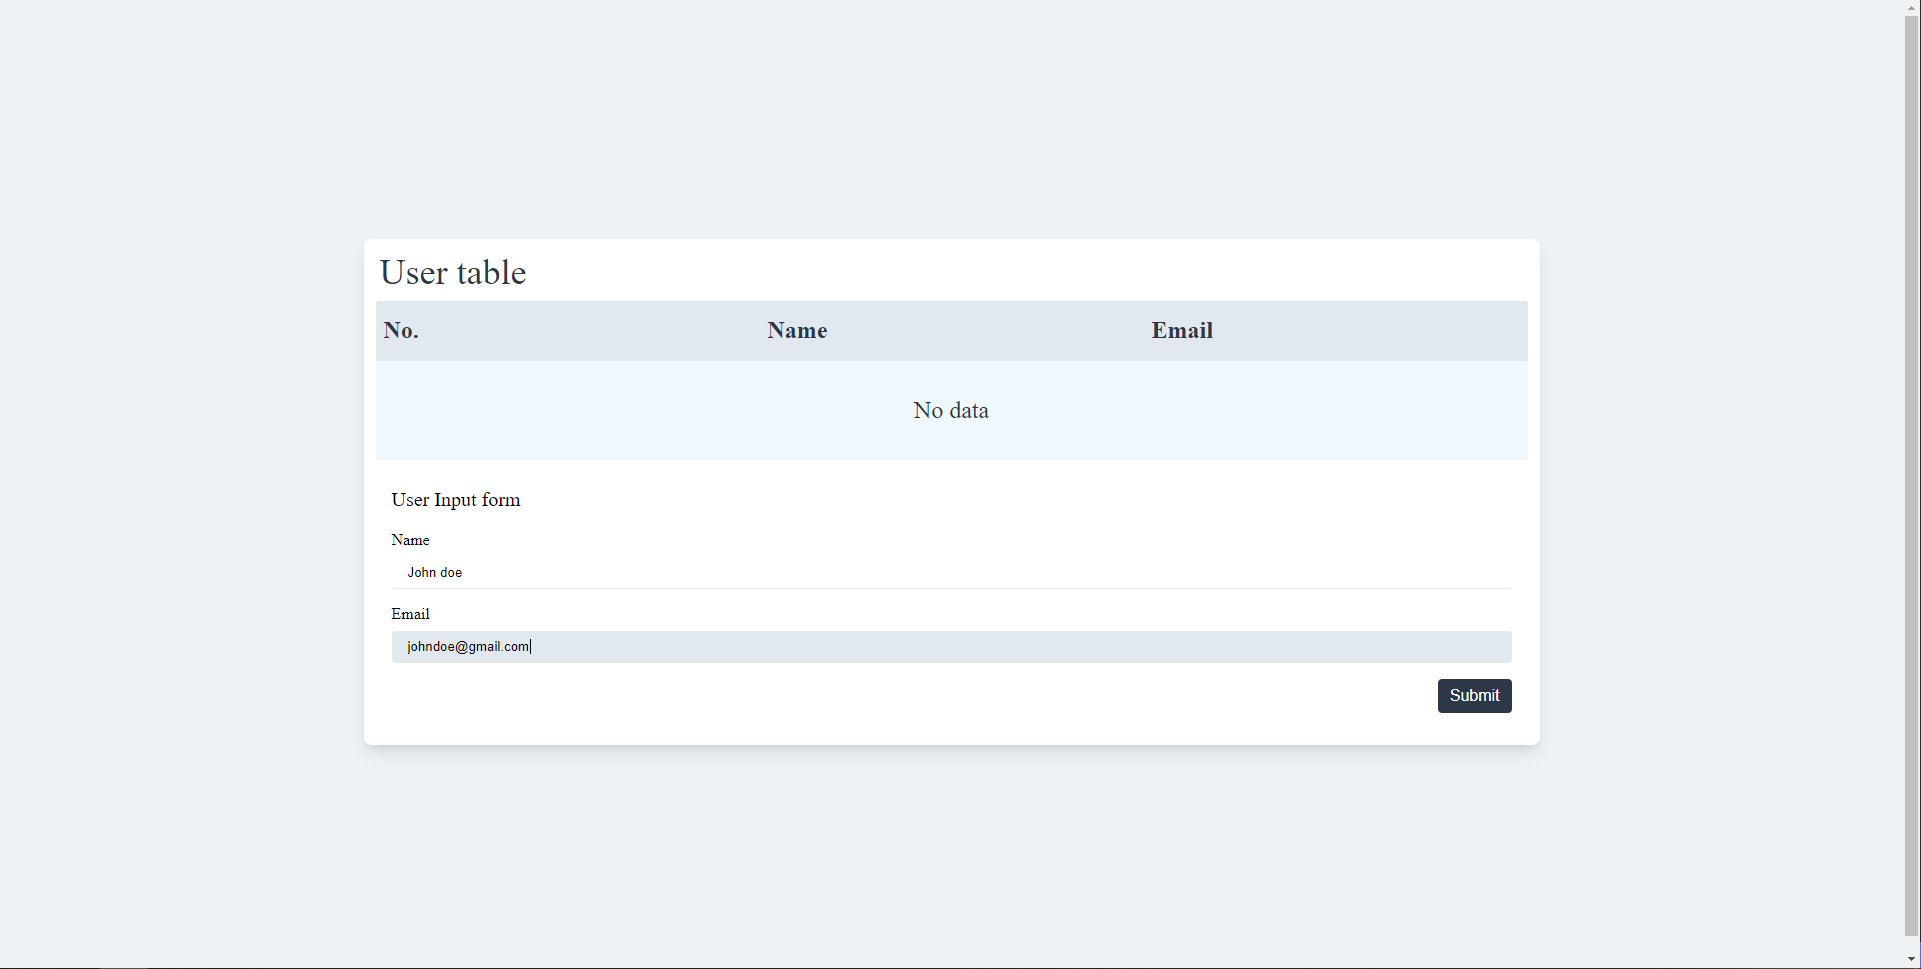 User table
No. Name Email
No data
User Input form
Name
John doe
Email
johndoe@gmail.com
Submit